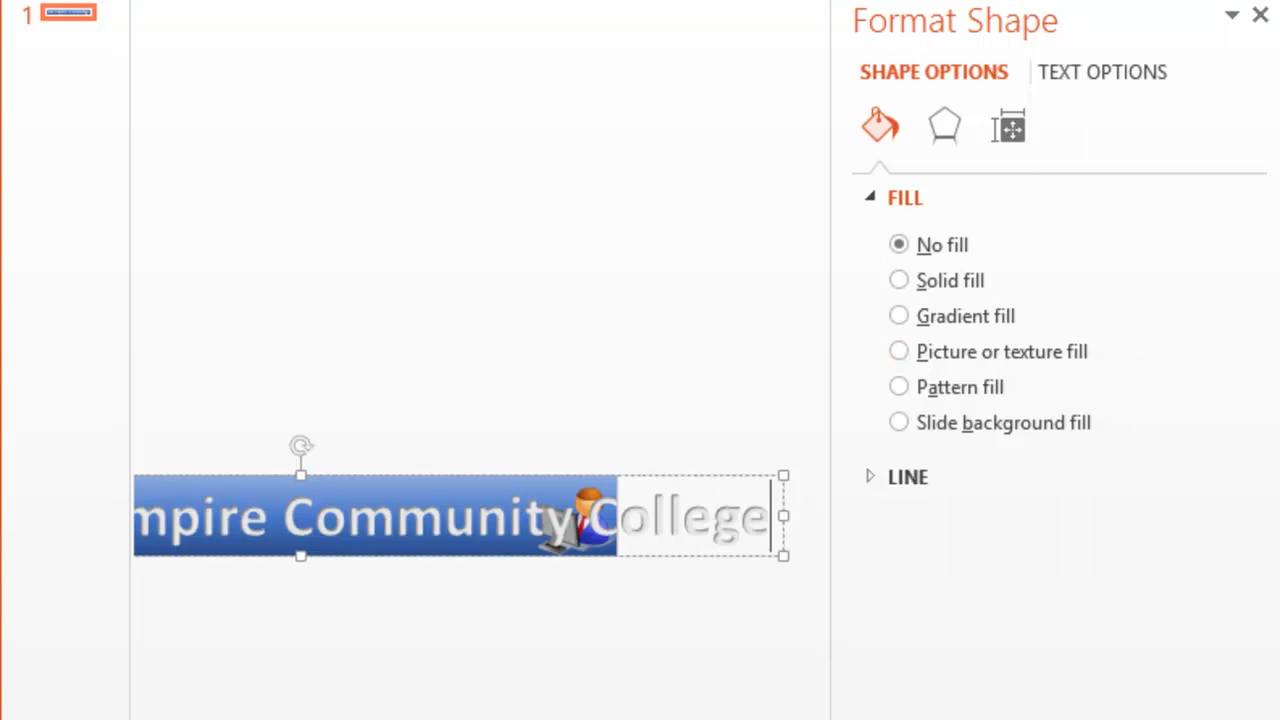 1
Format Shape
SHAPE OPTIONS
TEXT OPTIONS
FILL
No fill
Solid fill
Gradient fill
Picture or texture fill
Pattern fill
Slide background fill
LINE
mpire Community College